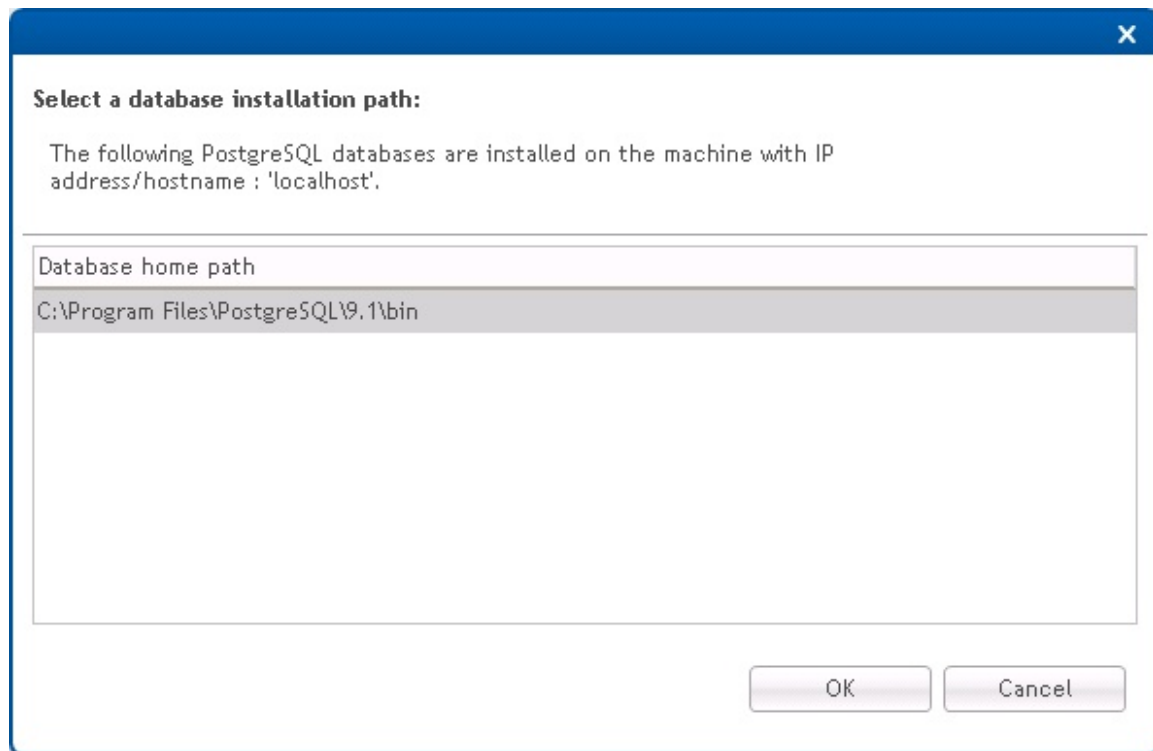 Select a database installation path:
The following PostgreSQL databases are installed on the machine with IP
address/hostname : 'localhost'.
Database home path
C:\Program Files\PostgreSQL\9.1\bin
OK
Cancel